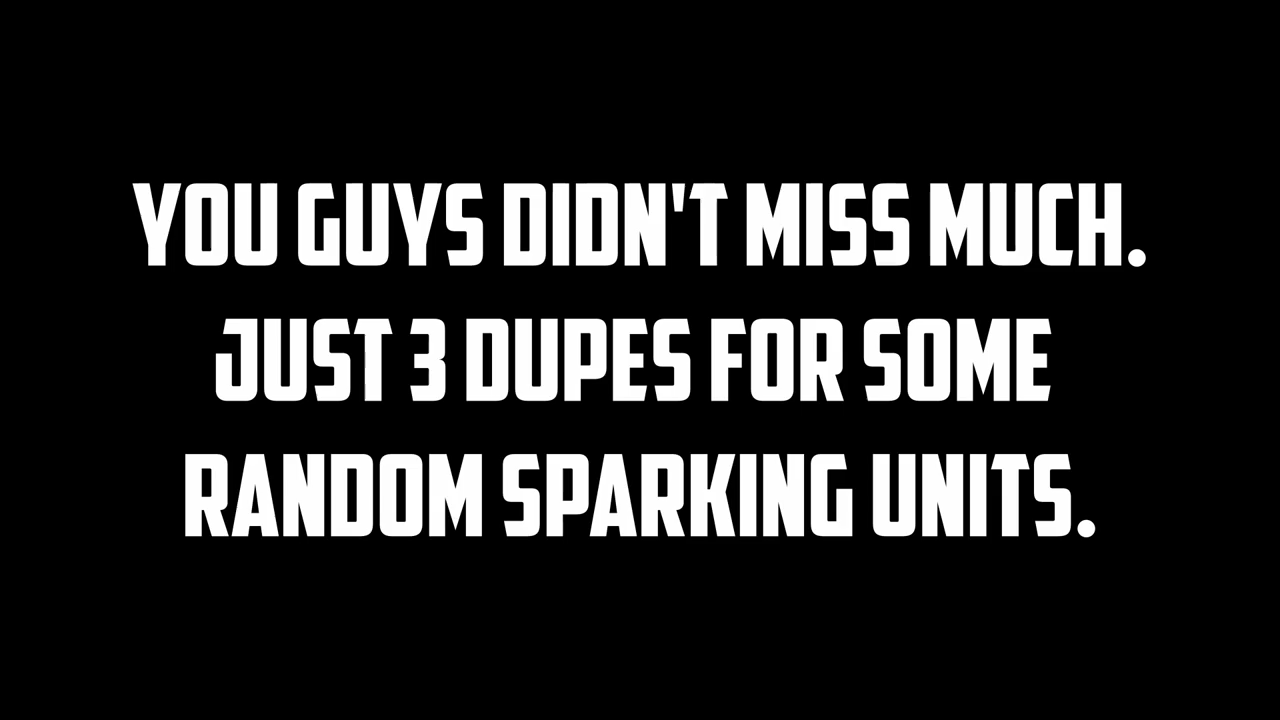 YOU GUYS DIDN'T MISS MUCH.
JUST 3 DUPES FOR SOME
RANDOM SPARKING UNITS.